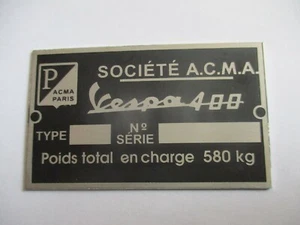 P
ACMA
PARIS
SOCIÉTÉ A.C.M.A.
Vespa 400
TYPE
Nº
SÉRIE
Poids total en charge 580 kg